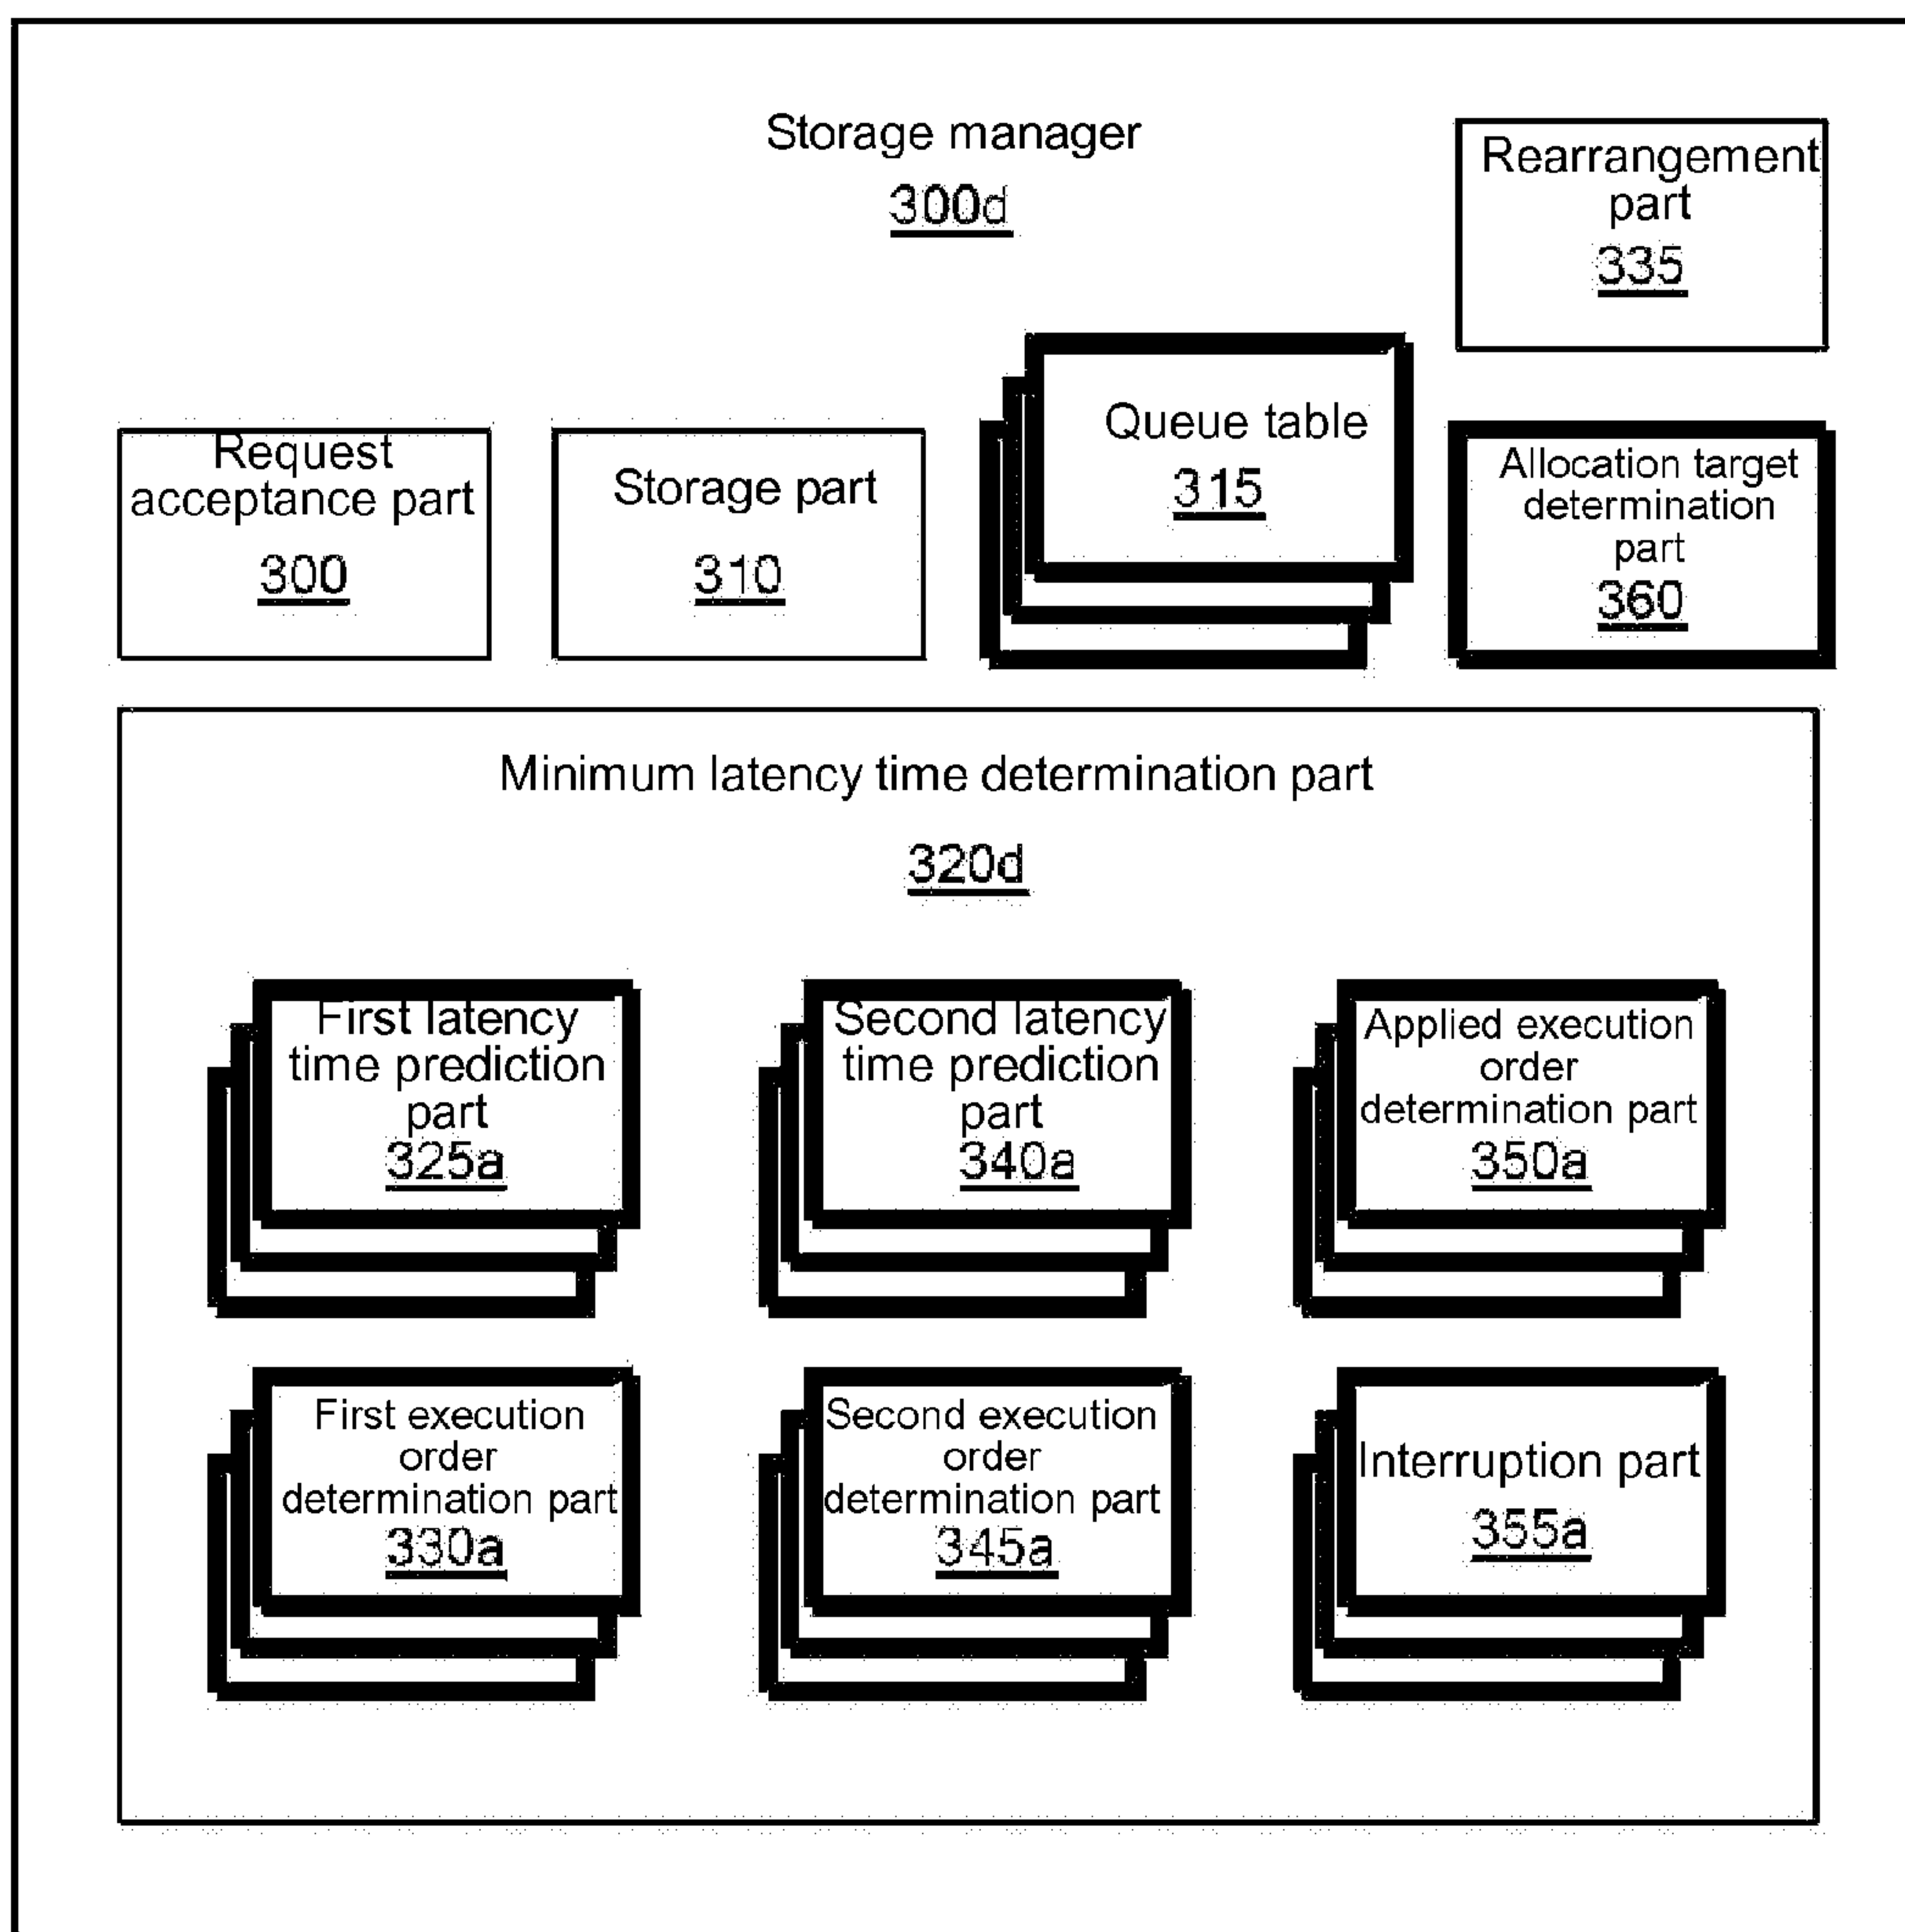 Storage manager
300d
Rearrangement
part
335
Request
acceptance part
300
Storage part
310
Queue table
315
Allocation target
determination
part
360
Minimum latency time determination part
320d
First latency
time prediction
part
325a
Second latency
time prediction
part
340a
Applied execution
order
determination part
350a
First execution
order
determination part
330a
Second execution
order
determination part
345a
Interruption part
355a